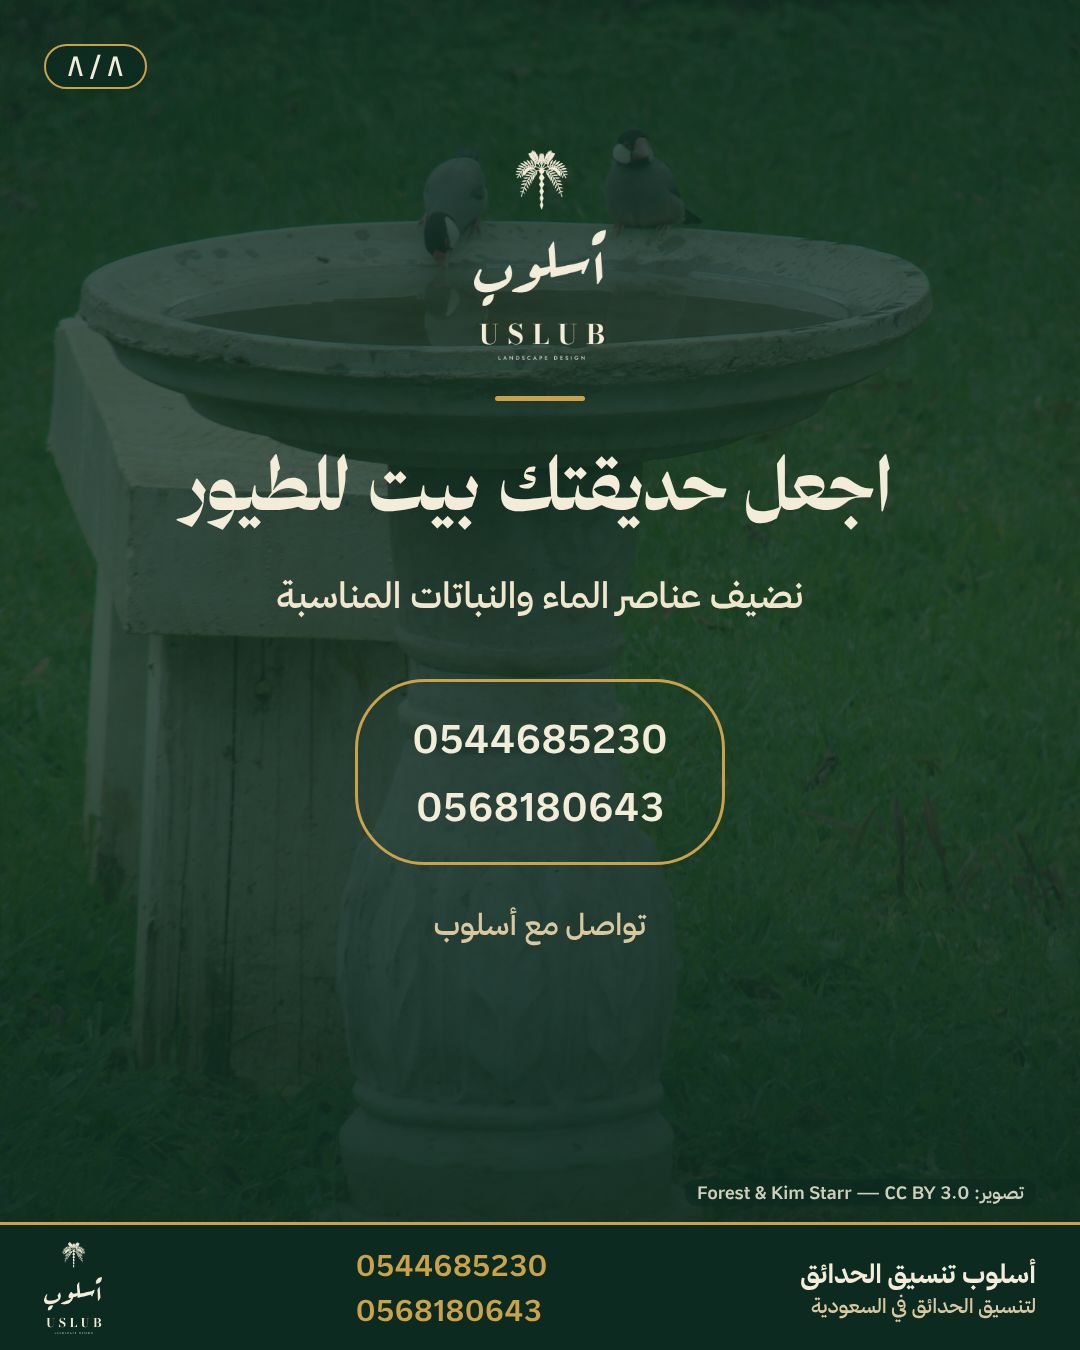 ٨/٨
أسلوب
USLUB
LANDSCAPE DESIGN
اجعل حديقتك بيت للطيور
نضيف عناصر الماء والنباتات المناسبة
0544685230
0568180643
تواصل مع أسلوب
تصوير: Forest & Kim Starr — CC BY 3.0
أسلوب تنسيق الحدائق
لتنسيق الحدائق في السعودية
0544685230
0568180643
أسلوب
USLUB
LANDSCAPE DESIGN